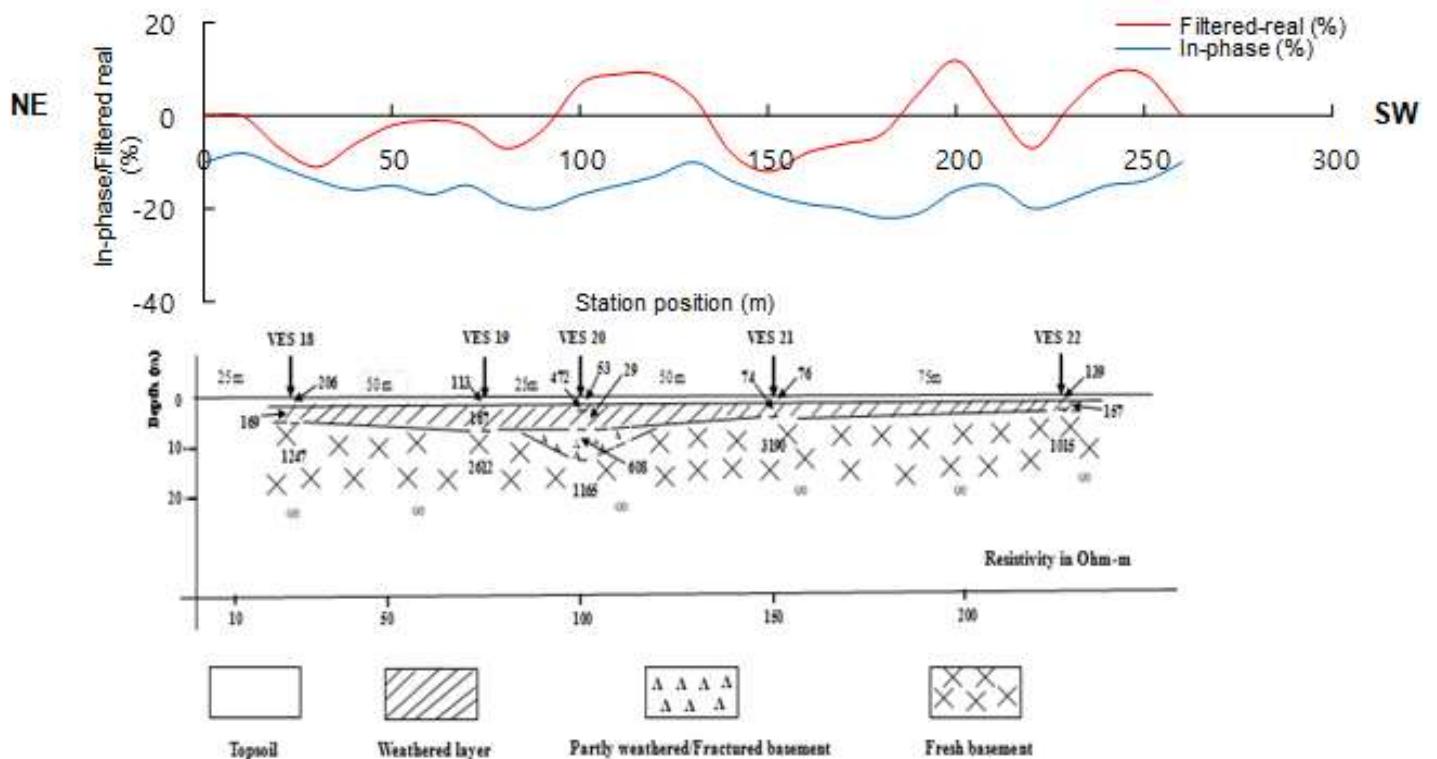 20
Filtered-real (%)
In-phase (%)
NE
In-phase/Filtered real (%)
0
SW
0 50 100 150 200 250 300
-20
-40
Station position (m)
VES 18 VES 19 VES 20 VES 21 VES 22
25m 206 50m 113 25m 472 53 29 50m 74 76 75m 139
Depth (m)
0
169 167 167
10
1247 2612 608 3190 1015
1165
20
∞ ∞ ∞ ∞ ∞ ∞
Resistivity in Ohm-m
10 50 100 150 200
Topsoil Weathered layer Partly weathered/Fractured basement Fresh basement